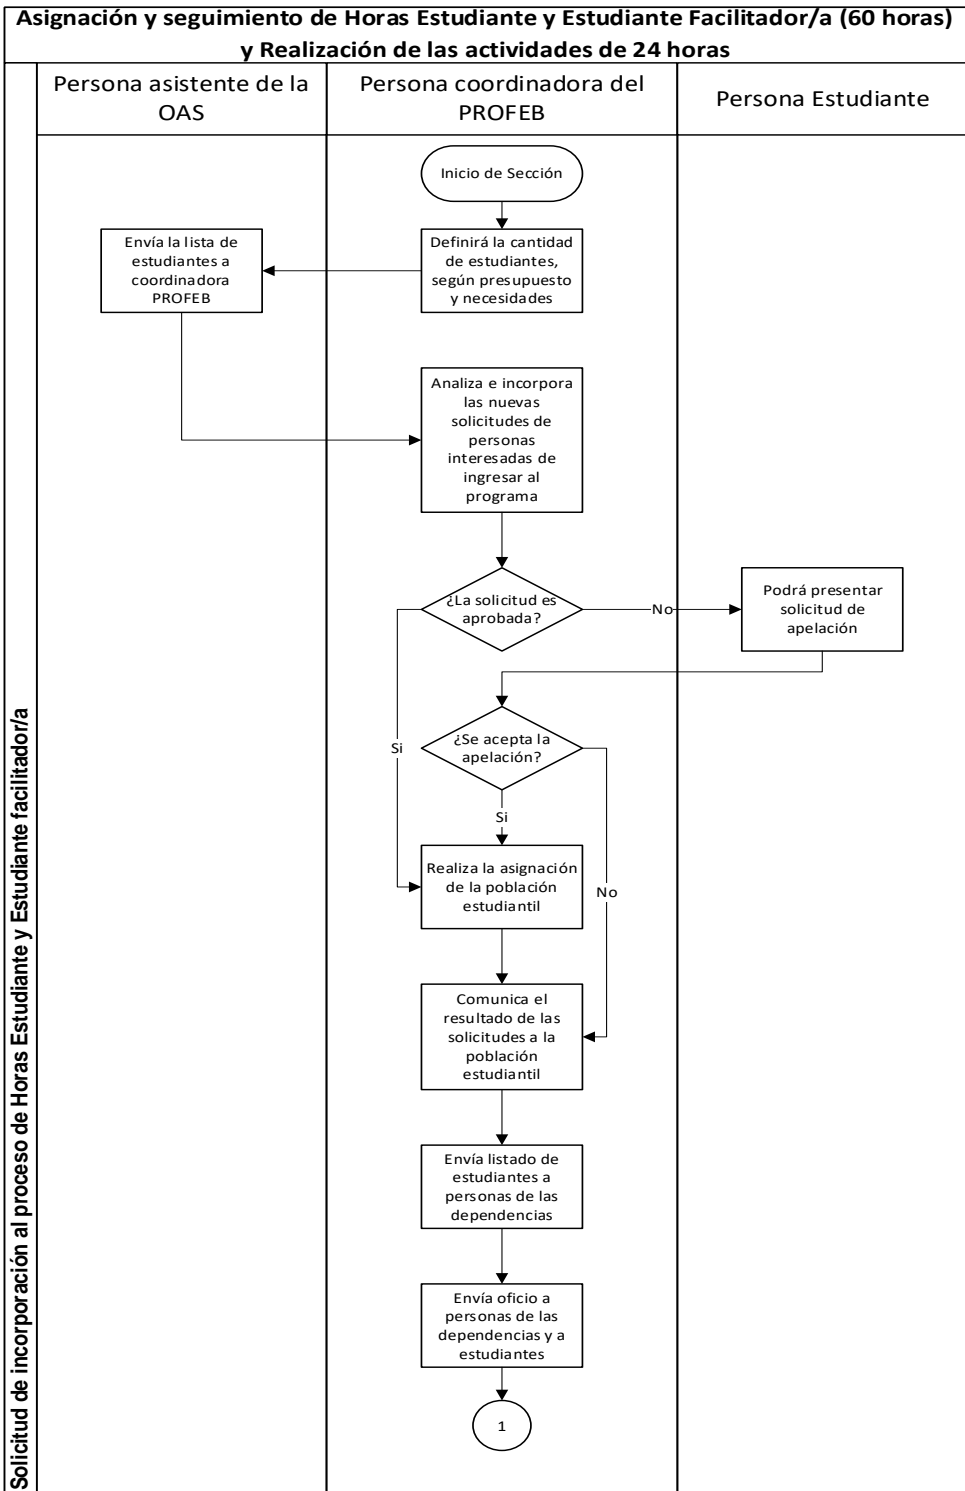 Asignación y seguimiento de Horas Estudiante y Estudiante Facilitador/a (60 horas)
y Realización de las actividades de 24 horas
Persona asistente de la
OAS
Persona coordinadora del
PROFEB
Persona Estudiante
Solicitud de incorporación al proceso de Horas Estudiante y Estudiante facilitador/a
Inicio de Sección
Definirá la cantidad
de estudiantes,
según presupuesto
y necesidades
Envía la lista de
estudiantes a
coordinadora
PROFEB
Analiza e incorpora
las nuevas
solicitudes de
personas
interesadas de
ingresar al
programa
¿La solicitud es
aprobada?
No
Podrá presentar
solicitud de
apelación
Si
¿Se acepta la
apelación?
Si
No
Realiza la asignación
de la población
estudiantil
Comunica el
resultado de las
solicitudes a la
población
estudiantil
Envía listado de
estudiantes a
personas de las
dependencias
Envía oficio a
personas de las
dependencias y a
estudiantes
1